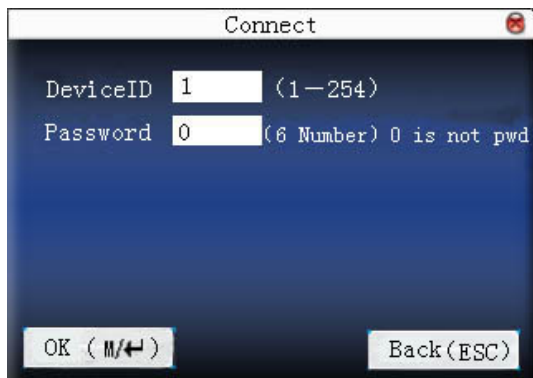 Connect
DeviceID 1 (1－254)
Password 0 (6 Number) 0 is not pwd
OK (M/↵) Back(ESC)